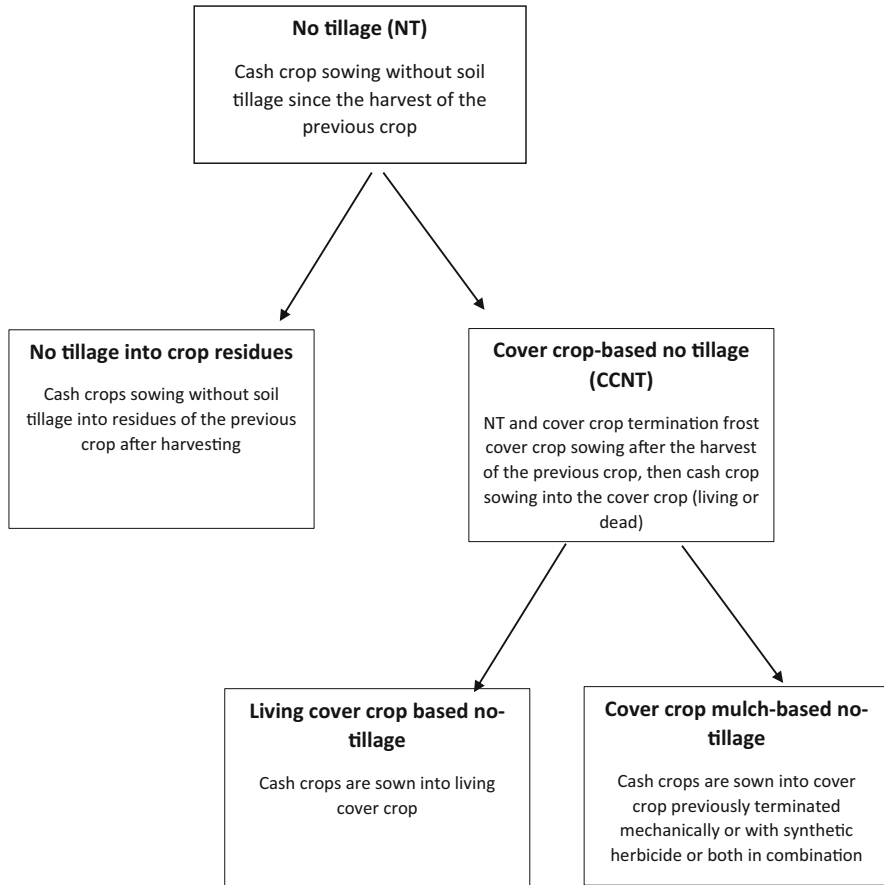 No tillage (NT)
Cash crop sowing without soil
tillage since the harvest of the
previous crop
No tillage into crop residues
Cash crops sowing without soil
tillage into residues of the previous
crop after harvesting
Cover crop-based no tillage
(CCNT)
NT and cover crop termination frost
cover crop sowing after the harvest
of the previous crop, then cash crop
sowing into the cover crop (living or
dead)
Living cover crop based no-
tillage
Cash crops are sown into living
cover crop
Cover crop mulch-based no-
tillage
Cash crops are sown into cover
crop previously terminated
mechanically or with synthetic
herbicide or both in combination